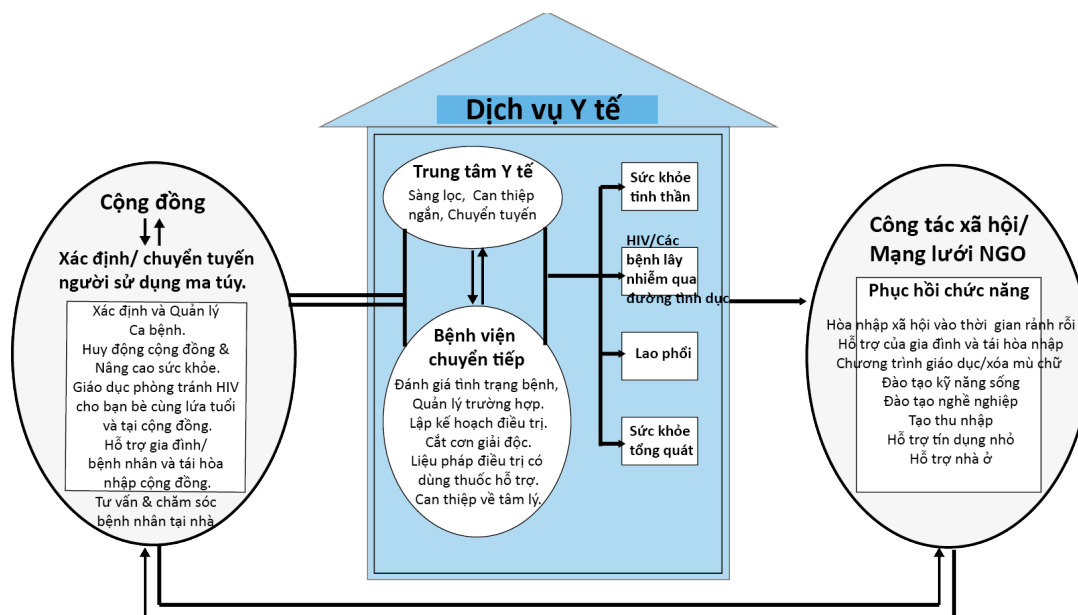 Dịch vụ Y tế
Cộng đồng
Xác định/ chuyển tuyến
người sử dụng ma túy.
Xác định và Quản lý
Ca bệnh.
Huy động cộng đồng &
Nâng cao sức khỏe.
Giáo dục phòng tránh HIV
cho bạn bè cùng lứa tuổi
và tại cộng đồng.
Hỗ trợ gia đình/
bệnh nhân và tái hòa
nhập cộng đồng.
Tư vấn & chăm sóc
bệnh nhân tại nhà
Trung tâm Y tế
Sàng lọc, Can thiệp
ngắn, Chuyển tuyến
Bệnh viện
chuyển tiếp
Đánh giá tình trạng bệnh,
Quản lý trường hợp.
Lập kế hoạch điều trị.
Cắt cơn giải độc.
Liệu pháp điều trị có
dùng thuốc hỗ trợ.
Can thiệp về tâm lý.
Sức khỏe
tinh thần
HIV/Các
bệnh lây
nhiễm qua
đường tình dục
Lao phổi
Sức khỏe
tổng quát
Công tác xã hội/
Mạng lưới NGO
Phục hồi chức năng
Hòa nhập xã hội vào thời gian rảnh rỗi
Hỗ trợ của gia đình và tái hòa nhập
Chương trình giáo dục/xóa mù chữ
Đào tạo kỹ năng sống
Đào tạo nghề nghiệp
Tạo thu nhập
Hỗ trợ tín dụng nhỏ
Hỗ trợ nhà ở